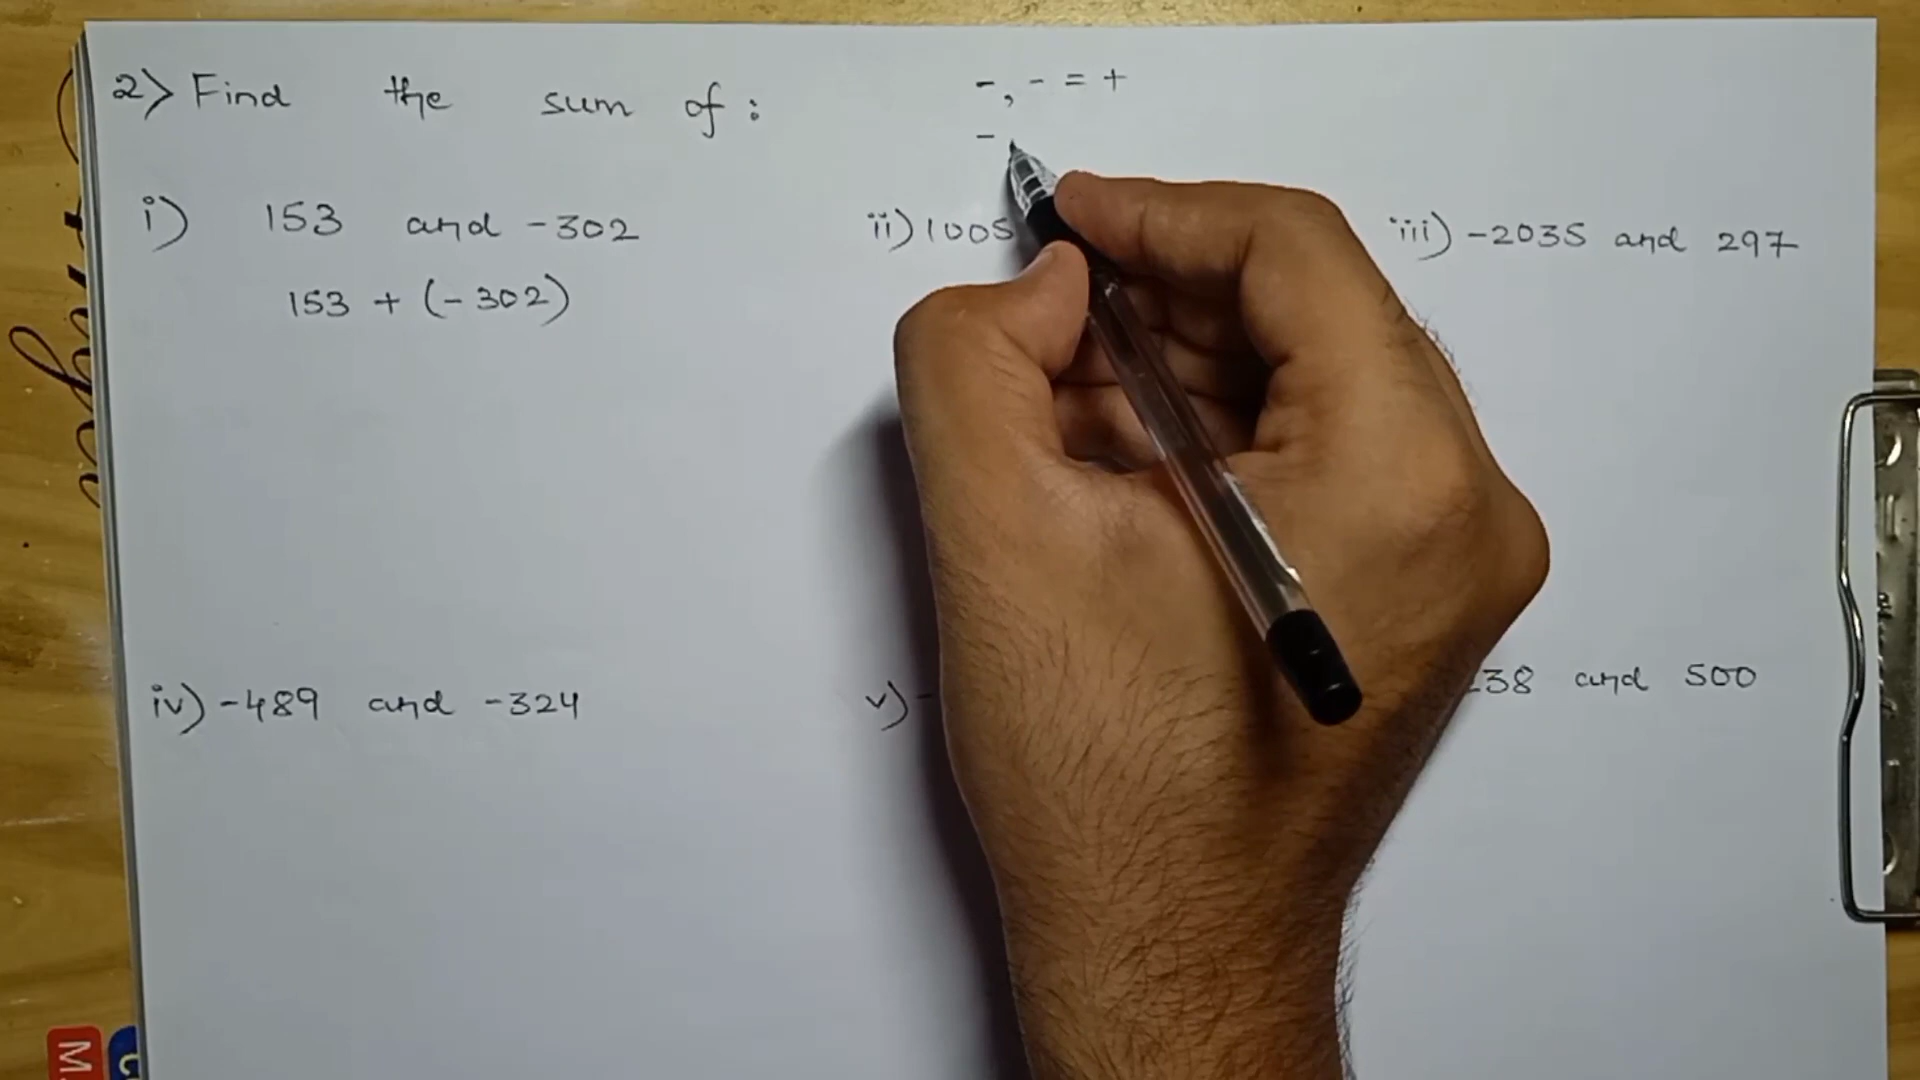 2) Find the sum of :
-, - = +
-
i) 153 and -302
ii) 1005
iii) -2035 and 297
153 + (-302)
iv) -489 and -324
v) -
38 and 500